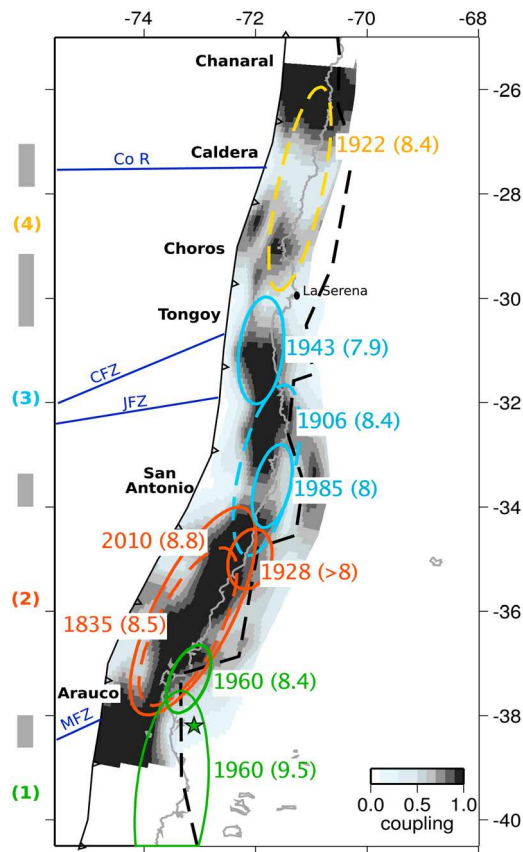 -74
-72
-70
-68
Chanaral
-26
1922 (8.4)
Caldera
Co R
-28
(4)
Choros
La Serena
-30
Tongoy
1943 (7.9)
CFZ
(3)
JFZ
-32
1906 (8.4)
San
Antonio
1985 (8)
-34
2010 (8.8)
1928 (>8)
(2)
1835 (8.5)
-36
1960 (8.4)
Arauco
MFZ
-38
1960 (9.5)
(1)
0.0
0.5
1.0
coupling
-40